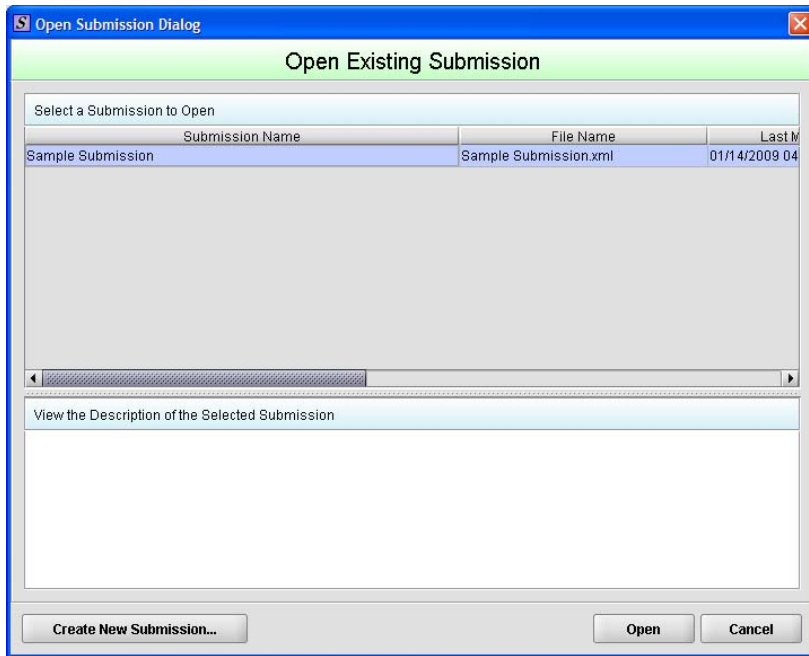 S Open Submission Dialog
Open Existing Submission
Select a Submission to Open
Submission Name File Name Last M
Sample Submission Sample Submission.xml 01/14/2009 04
View the Description of the Selected Submission
Create New Submission... Open Cancel